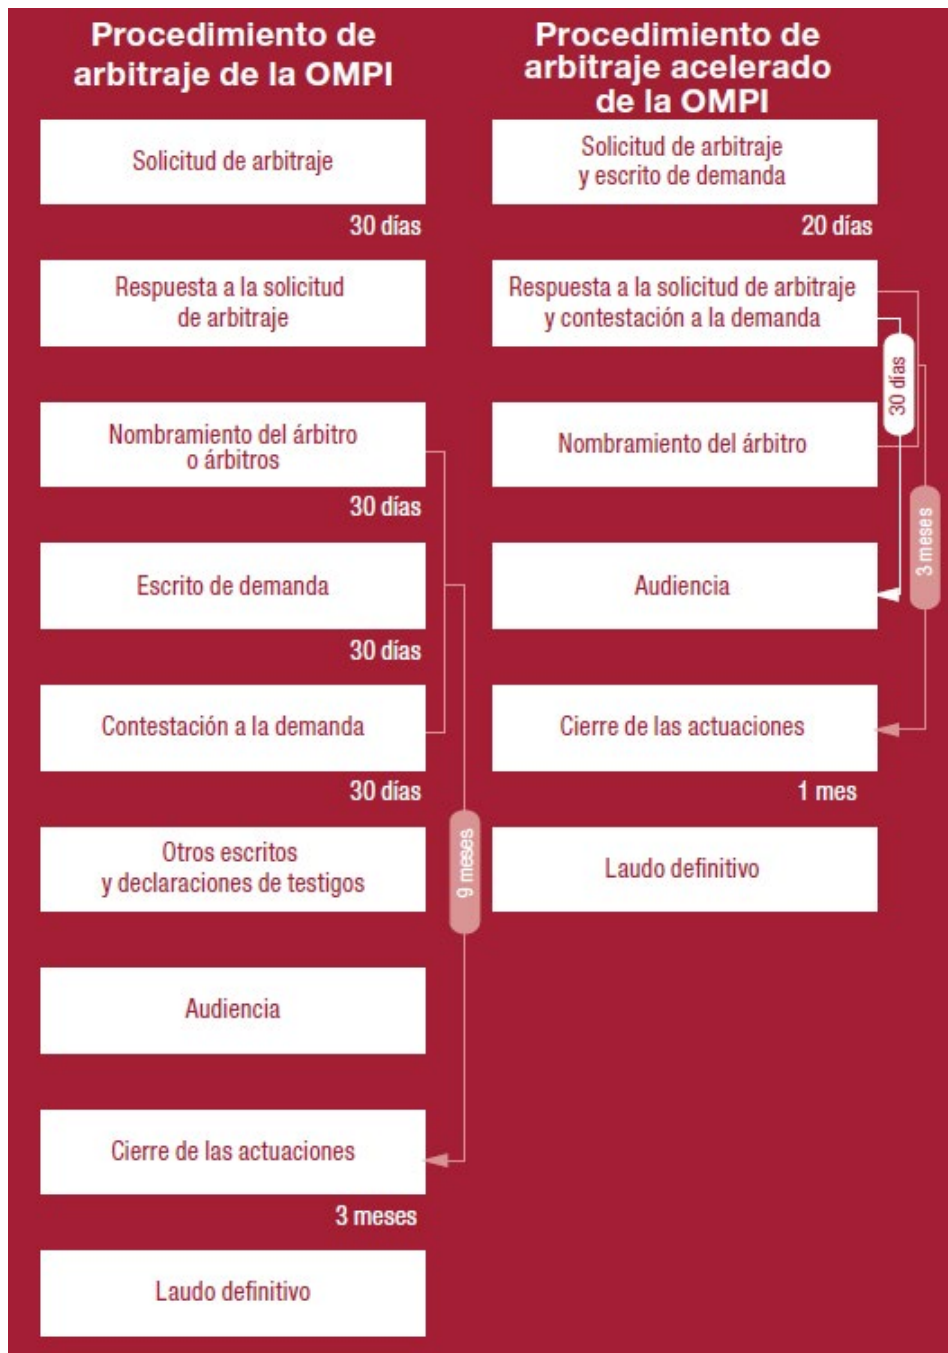 Procedimiento de
arbitraje de la OMPI
Solicitud de arbitraje
30 días
Respuesta a la solicitud
de arbitraje
Nombramiento del árbitro
o árbitros
30 días
Escrito de demanda
30 días
Contestación a la demanda
30 días
Otros escritos
y declaraciones de testigos
9 meses
Audiencia
Cierre de las actuaciones
3 meses
Laudo definitivo
Procedimiento de
arbitraje acelerado
de la OMPI
Solicitud de arbitraje
y escrito de demanda
20 días
Respuesta a la solicitud de arbitraje
y contestación a la demanda
30 días
Nombramiento del árbitro
3 meses
Audiencia
Cierre de las actuaciones
1 mes
Laudo definitivo